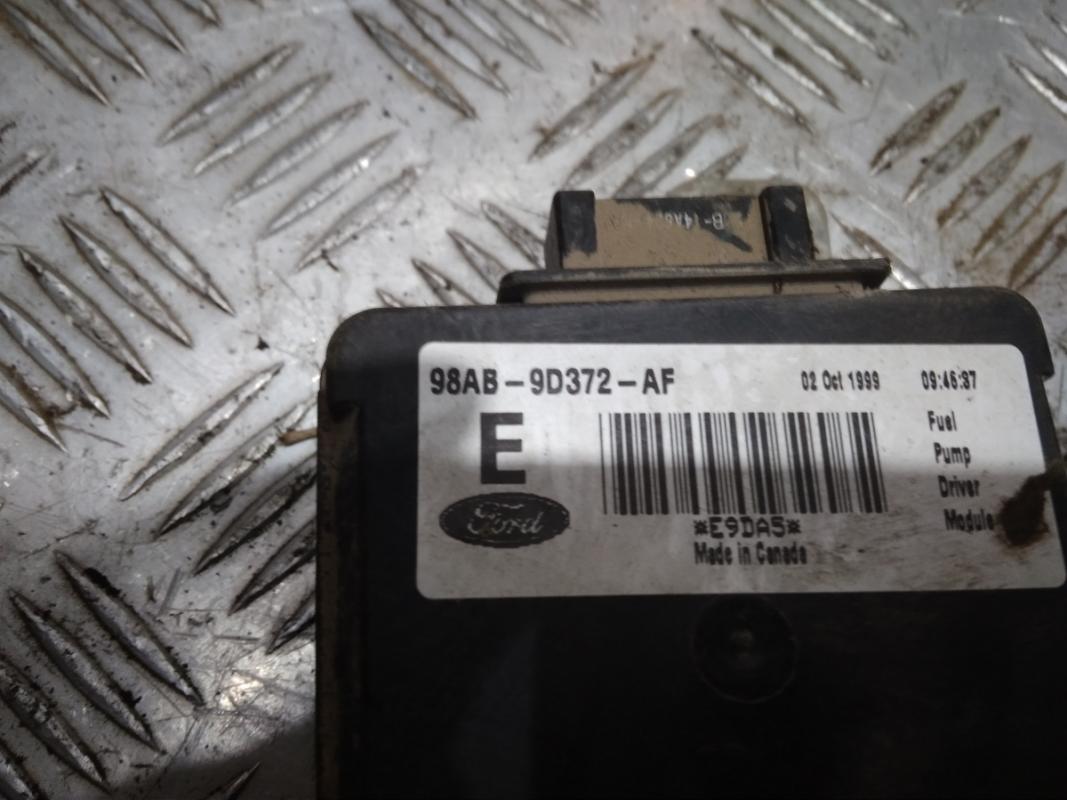 98AB-9D372-AF 02 Oct 1999 09:46:37
E
Fuel
Pump
Driver
Module
Ford
*E9DA5*
Made in Canada